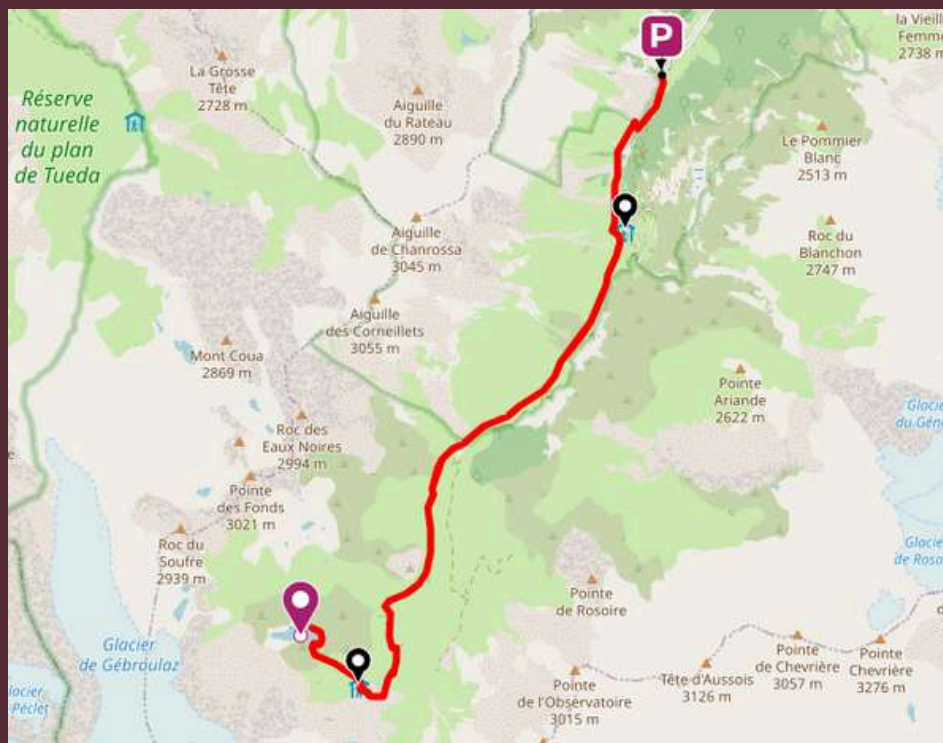 P
la Vieille
Femme
2738 m
La Grosse
Tête
2728 m
Réserve
naturelle
du plan
de Tueda
Aiguille
du Rateau
2890 m
Le Pommier
Blanc
2513 m
Aiguille
de Chanrossa
3045 m
Roc du
Blanchon
2747 m
Aiguille
des Corneillets
3055 m
Mont Coua
2869 m
Pointe
Ariande
2622 m
Glacier
du Gén
Roc des
Eaux Noires
2994 m
Pointe
des Fonds
3021 m
Roc du
Soufre
2939 m
Glacier
de Roso
Pointe
de Rosoire
Glacier
de Gébroulaz
Pointe
de Chevrière
3057 m
Pointe
Chevrière
3276 m
Tête d'Aussois
3126 m
Pointe
de l'Observatoire
3015 m
Glacier
Péclet